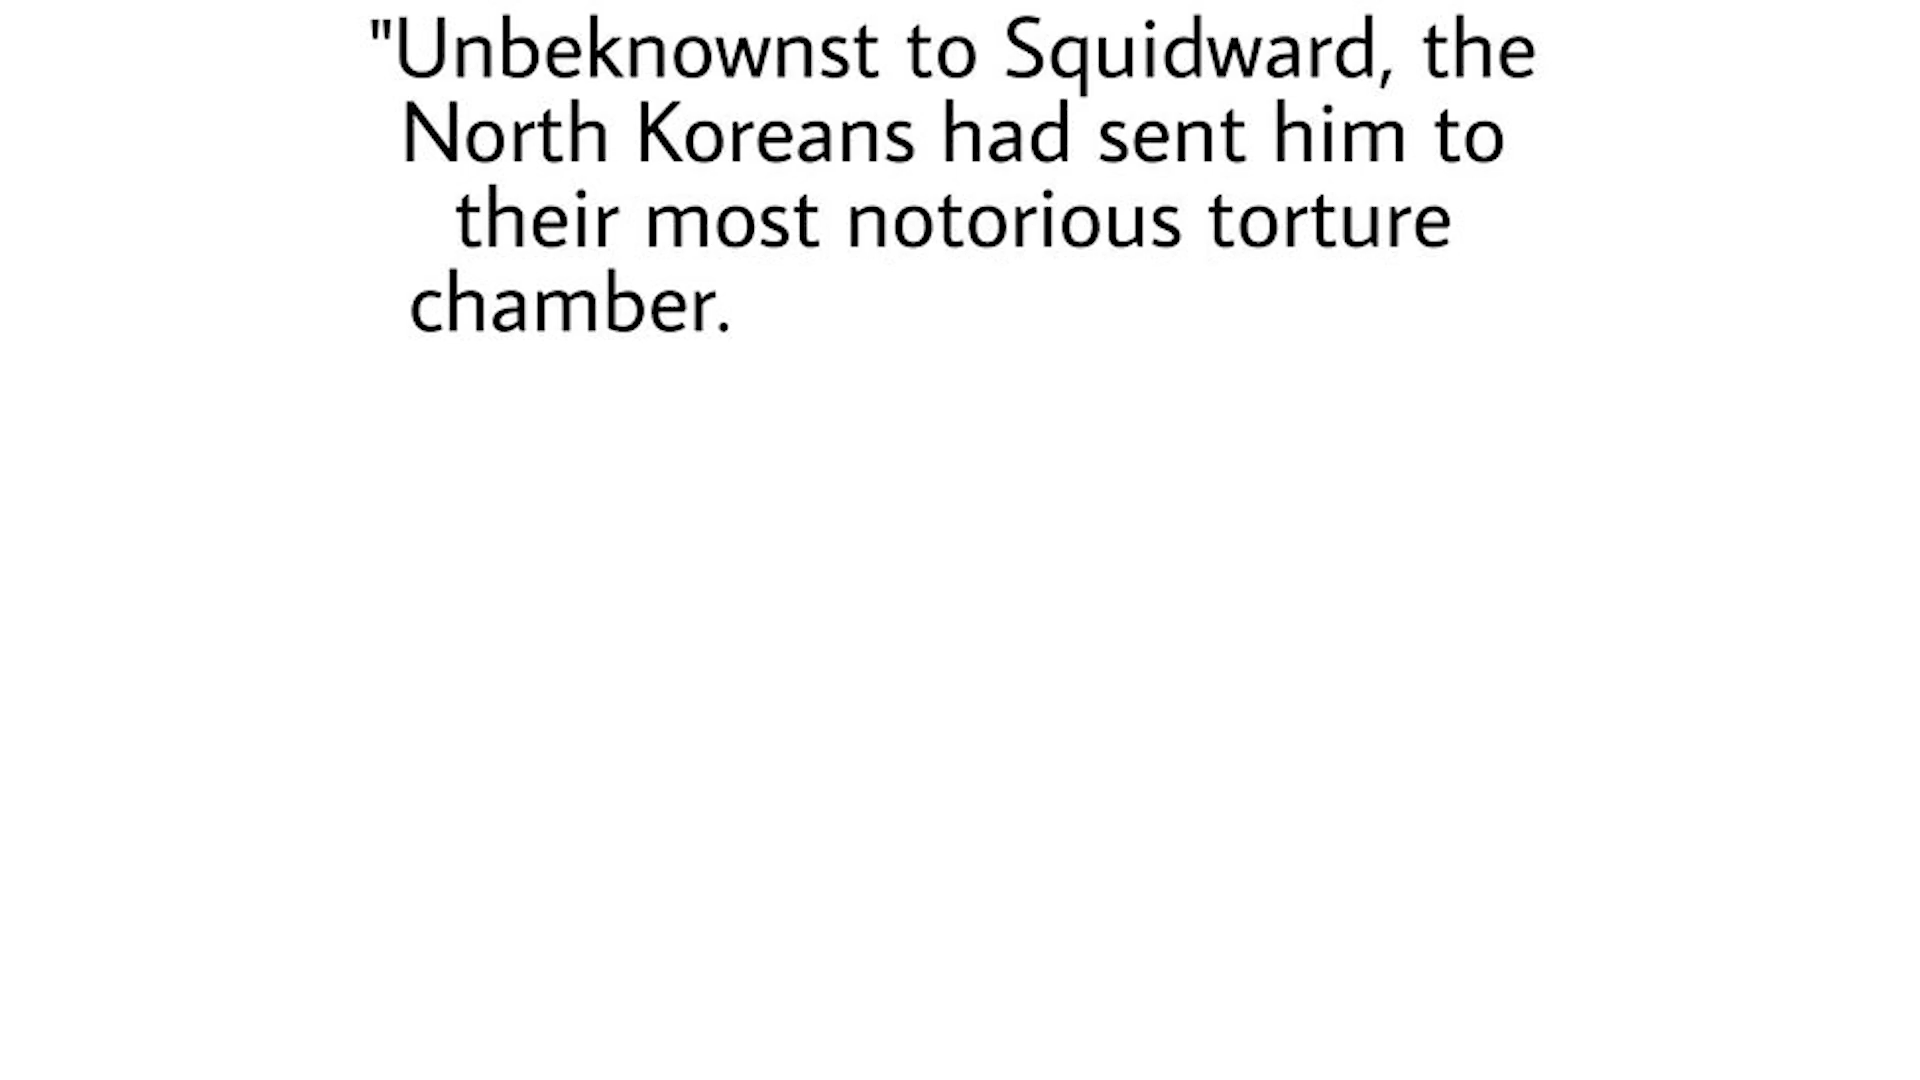 "Unbeknownst to Squidward, the
North Koreans had sent him to
their most notorious torture
chamber.